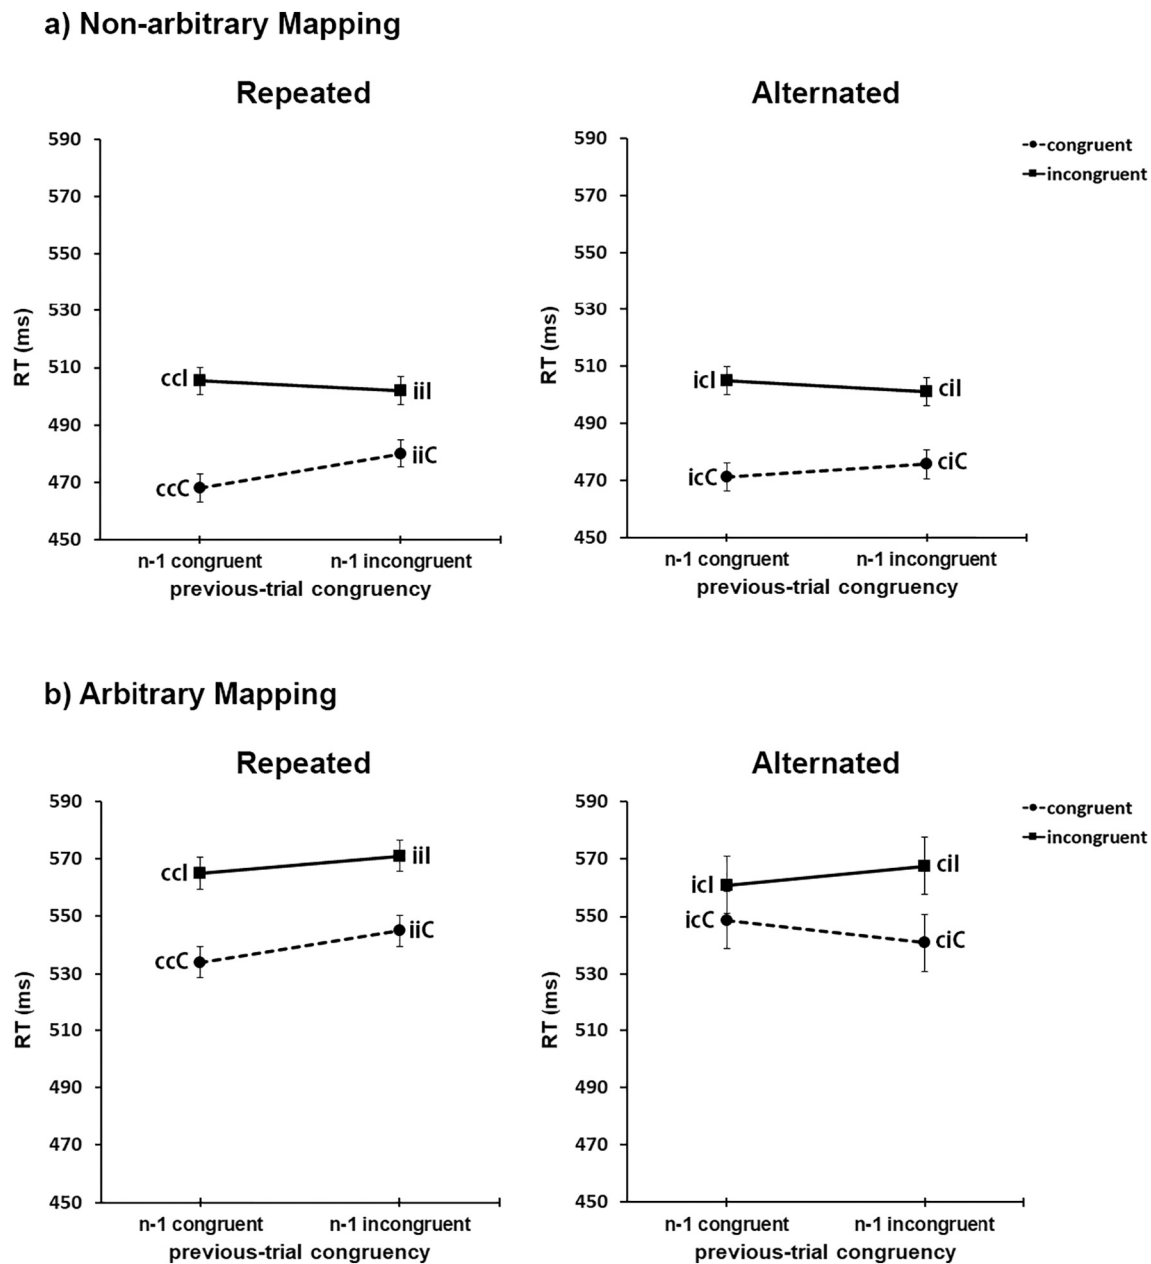 a) Non-arbitrary Mapping
Repeated
590
570
550
530
510
490
470
450
RT (ms)
ccI
iiI
ccC
iiC
n-1 congruent n-1 incongruent
previous-trial congruency
Alternated
590
570
550
530
510
490
470
450
RT (ms)
congruent
incongruent
icI
ciI
icC
ciC
n-1 congruent n-1 incongruent
previous-trial congruency
b) Arbitrary Mapping
Repeated
590
570
550
530
510
490
470
450
RT (ms)
ccI
iiI
ccC
iiC
n-1 congruent n-1 incongruent
previous-trial congruency
Alternated
590
570
550
530
510
490
470
450
RT (ms)
congruent
incongruent
icI
ciI
icC
ciC
n-1 congruent n-1 incongruent
previous-trial congruency